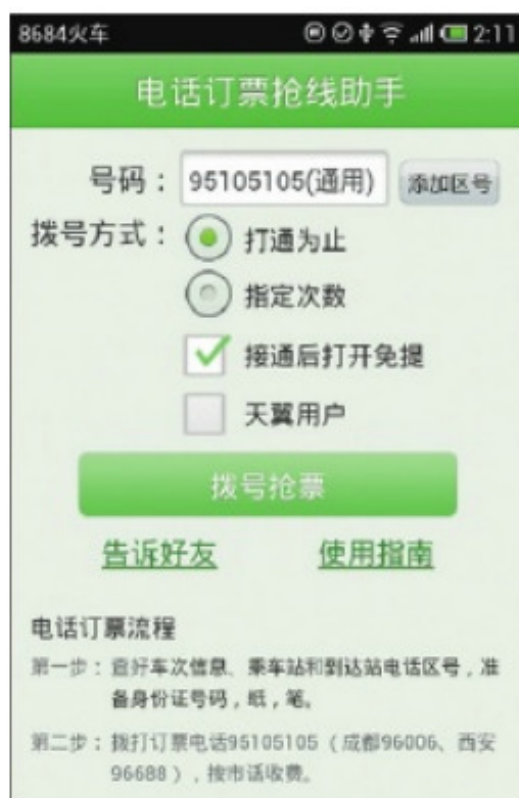 8684火车 2:11
电话订票抢线助手
号码： 95105105(通用) 添加区号
拨号方式： 打通为止
指定次数
接通后打开免提
天翼用户
拨号抢票
告诉好友 使用指南
电话订票流程
第一步：查好车次信息、乘车站和到达站电话区号，准
备身份证号码，纸，笔。
第二步：拨打订票电话95105105（成都96006、西安
96688），按市话收费。